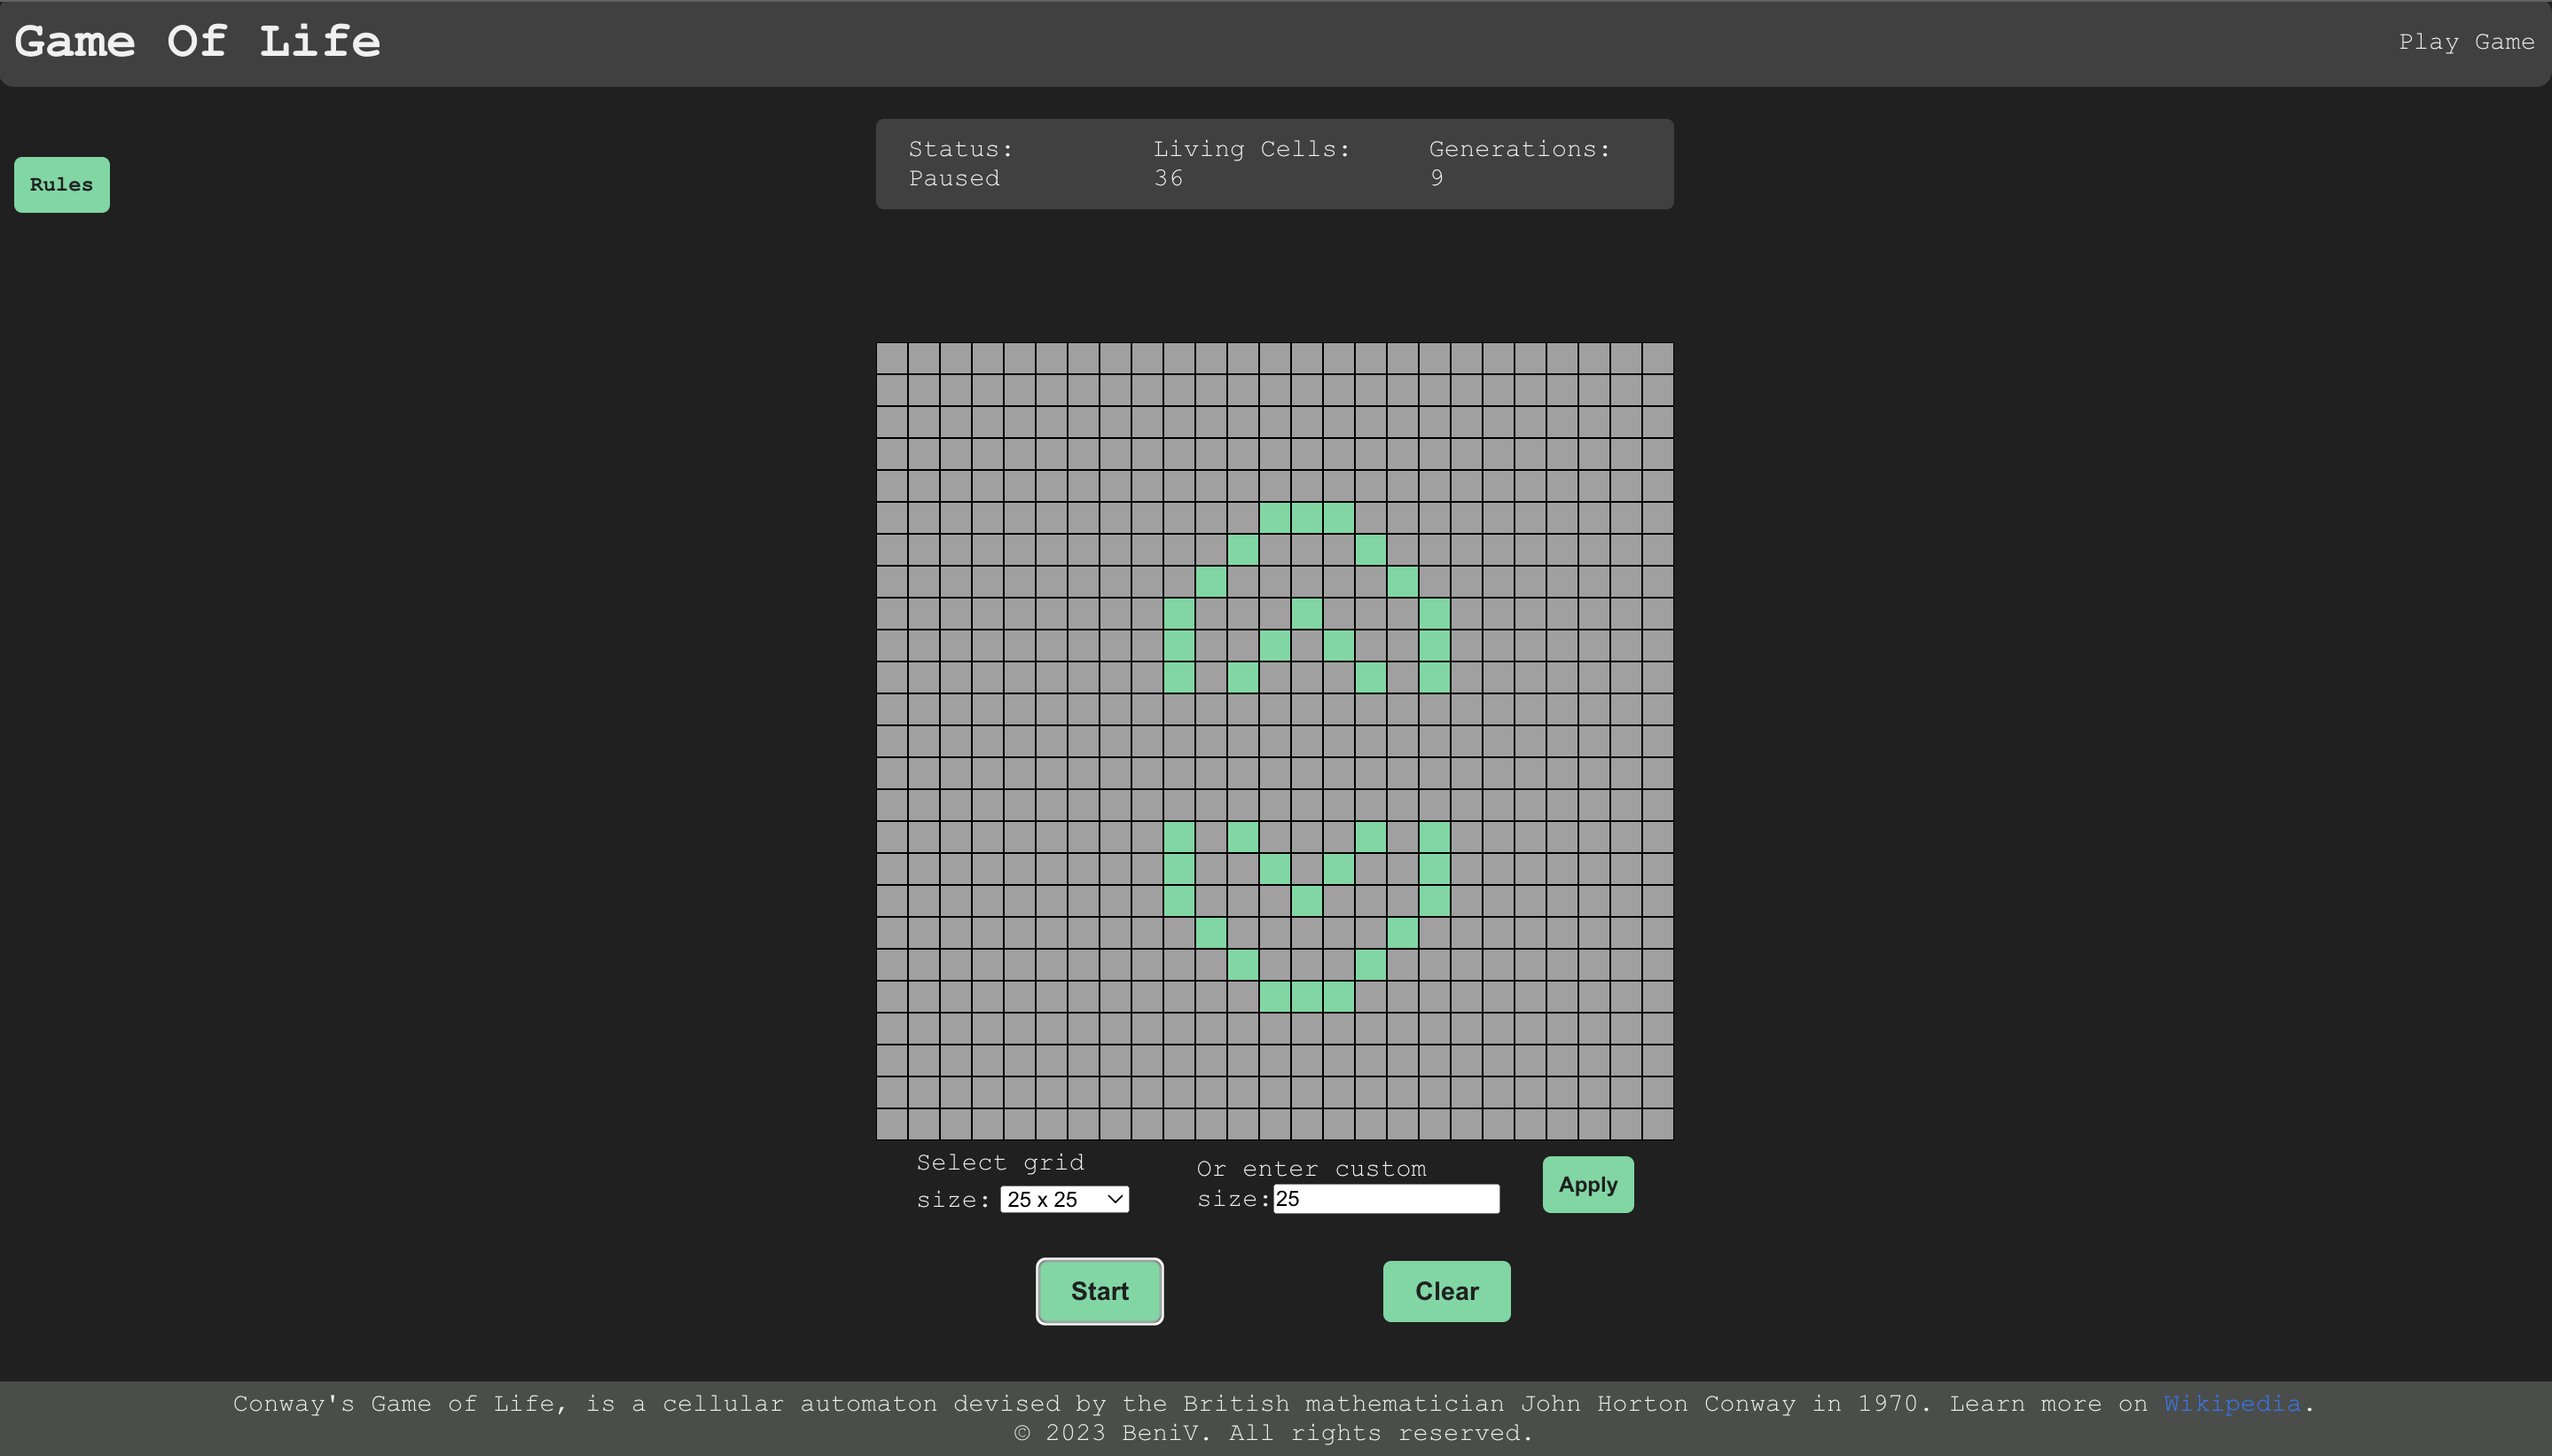 Game Of Life
Play Game
Rules
Status:
Paused
Living Cells:
36
Generations:
9
Select grid
size: 25 x 25
Or enter custom
size: 25
Apply
Start
Clear
Conway's Game of Life, is a cellular automaton devised by the British mathematician John Horton Conway in 1970. Learn more on Wikipedia.
© 2023 BeniV. All rights reserved.